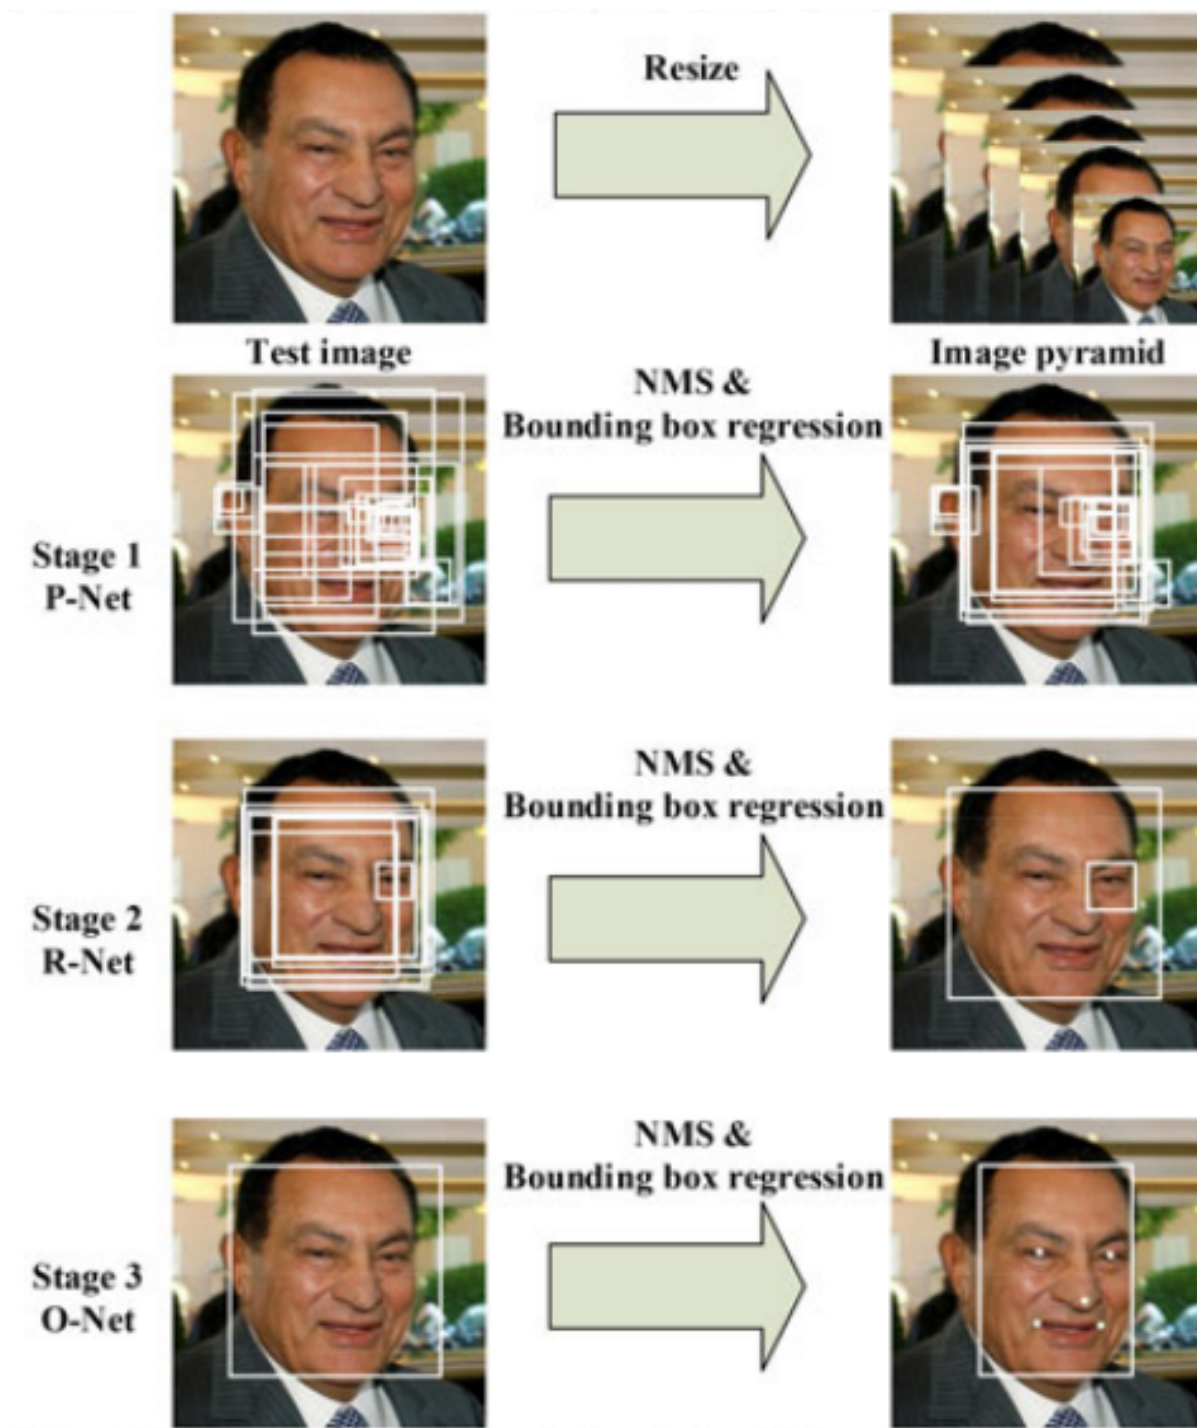 Resize
Test image
Image pyramid
NMS &
Bounding box regression
Stage 1
P-Net
NMS &
Bounding box regression
Stage 2
R-Net
NMS &
Bounding box regression
Stage 3
O-Net